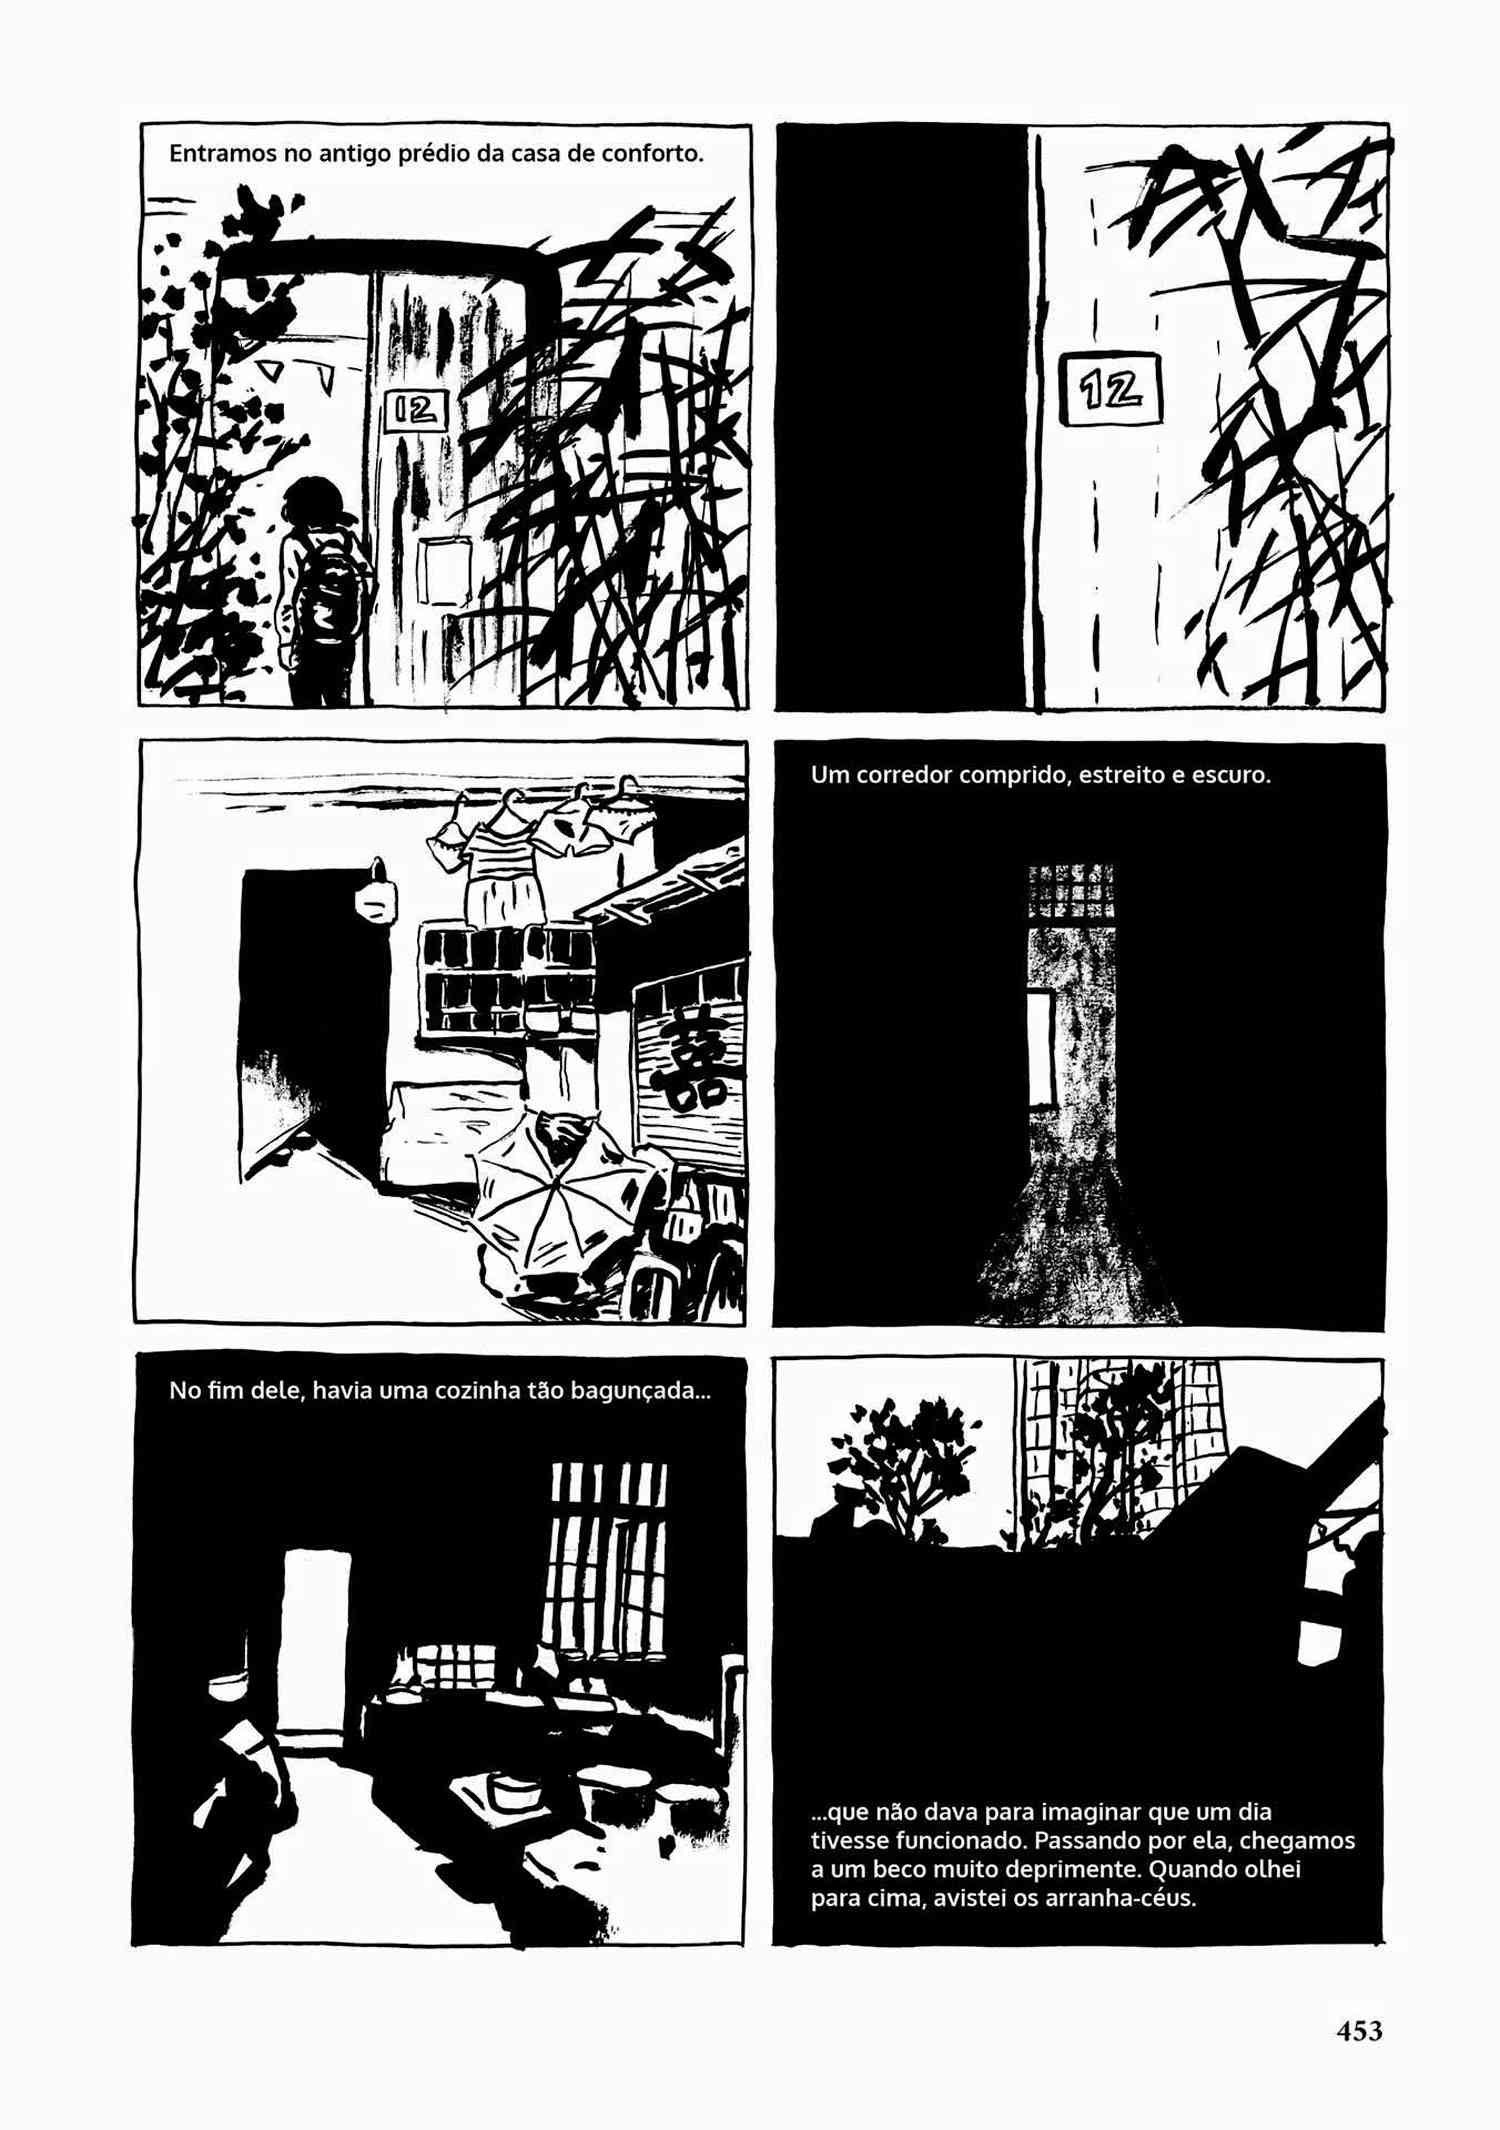 Entramos no antigo prédio da casa de conforto.
12
12
囍
Um corredor comprido, estreito e escuro.
No fim dele, havia uma cozinha tão bagunçada...
...que não dava para imaginar que um dia
tivesse funcionado. Passando por ela, chegamos
a um beco muito deprimente. Quando olhei
para cima, avistei os arranha-céus.
453